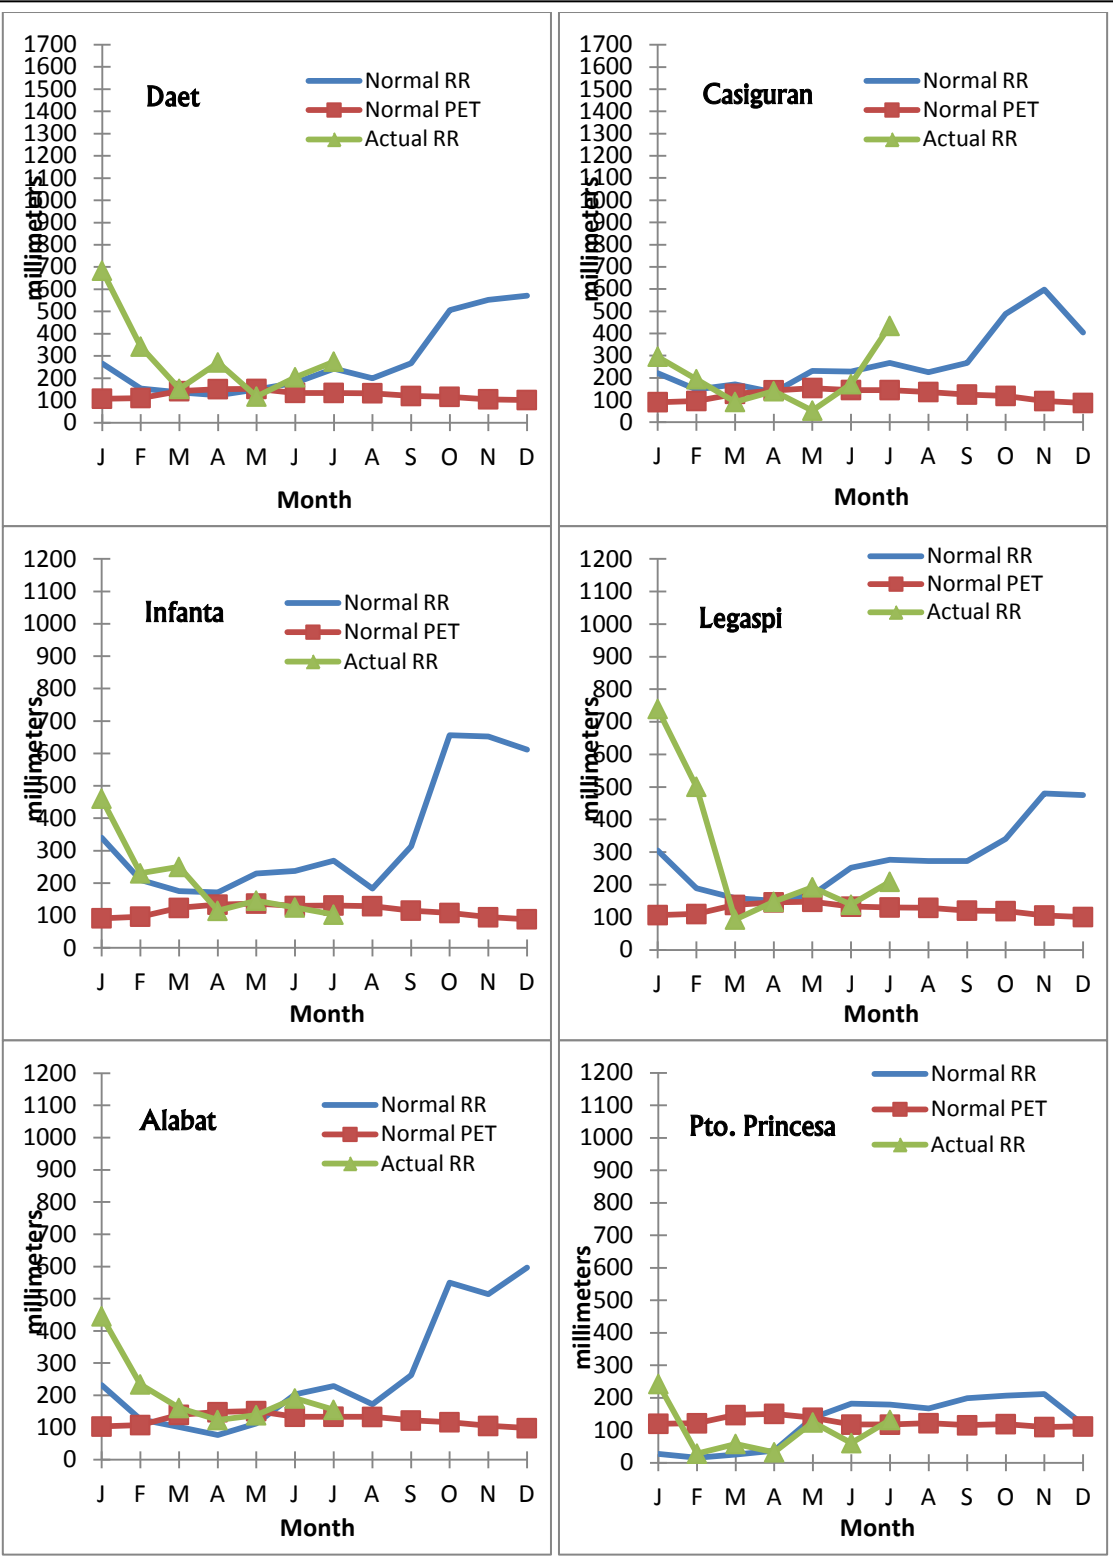 1700
1600
1500
1400
1300
1200
1100
1000
900
800
700
600
500
400
300
200
100
0
millimeters
Daet
Normal RR
Normal PET
Actual RR
J F M A M J J A S O N D
Month
1700
1600
1500
1400
1300
1200
1100
1000
900
800
700
600
500
400
300
200
100
0
millimeters
Casiguran
Normal RR
Normal PET
Actual RR
J F M A M J J A S O N D
Month
1200
1100
1000
900
800
700
600
500
400
300
200
100
0
millimeters
Infanta
Normal RR
Normal PET
Actual RR
J F M A M J J A S O N D
Month
1200
1100
1000
900
800
700
600
500
400
300
200
100
0
millimeters
Legaspi
Normal RR
Normal PET
Actual RR
J F M A M J J A S O N D
Month
1200
1100
1000
900
800
700
600
500
400
300
200
100
0
millimeters
Alabat
Normal RR
Normal PET
Actual RR
J F M A M J J A S O N D
Month
1200
1100
1000
900
800
700
600
500
400
300
200
100
0
millimeters
Pto. Princesa
Normal RR
Normal PET
Actual RR
J F M A M J J A S O N D
Month